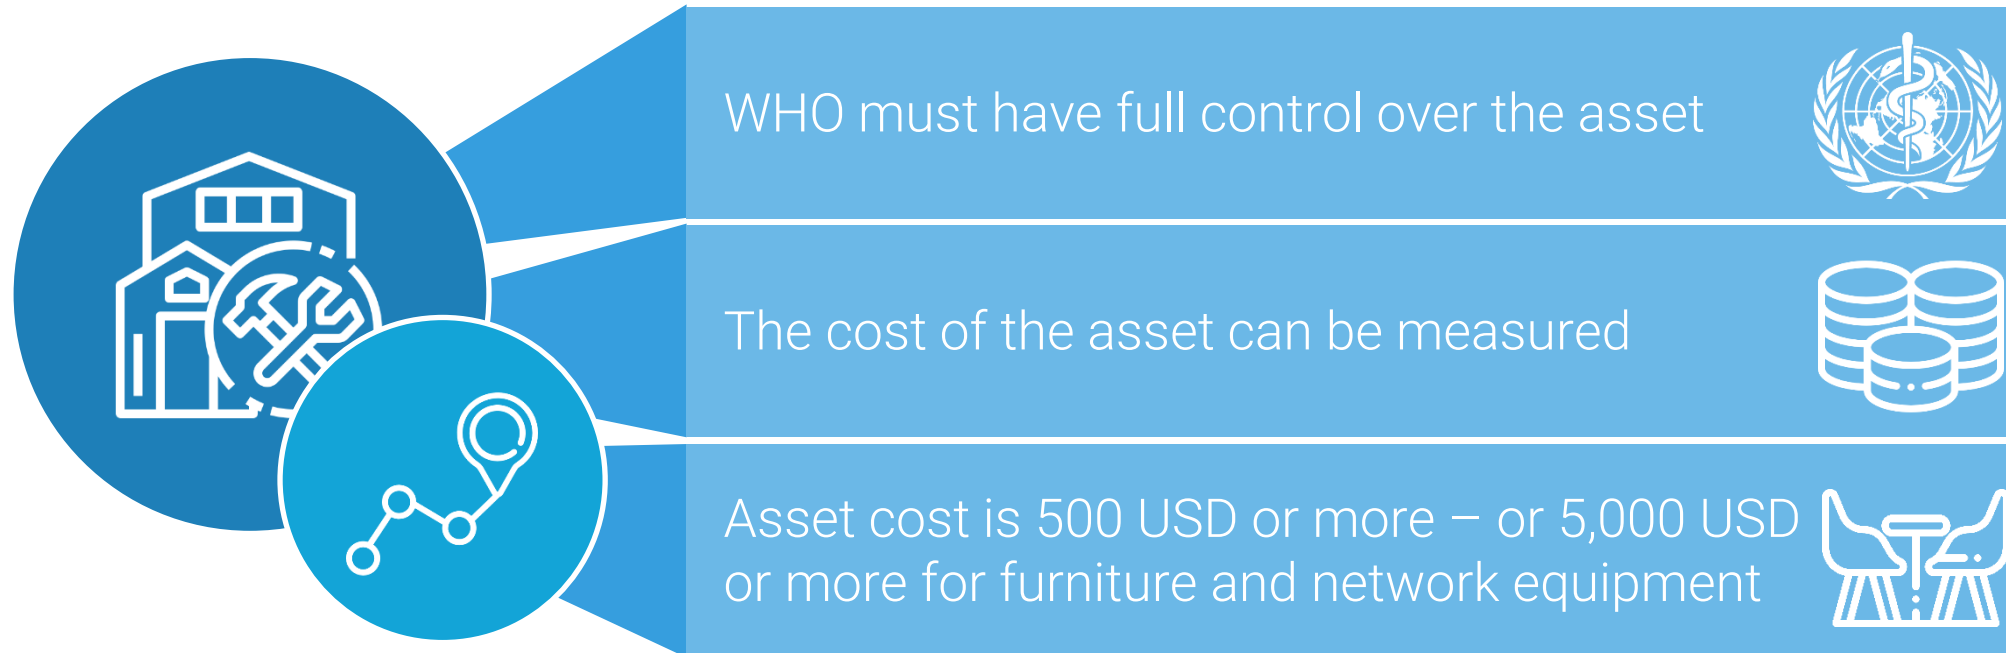 WHO must have full control over the asset
The cost of the asset can be measured
Asset cost is 500 USD or more – or 5,000 USD
or more for furniture and network equipment